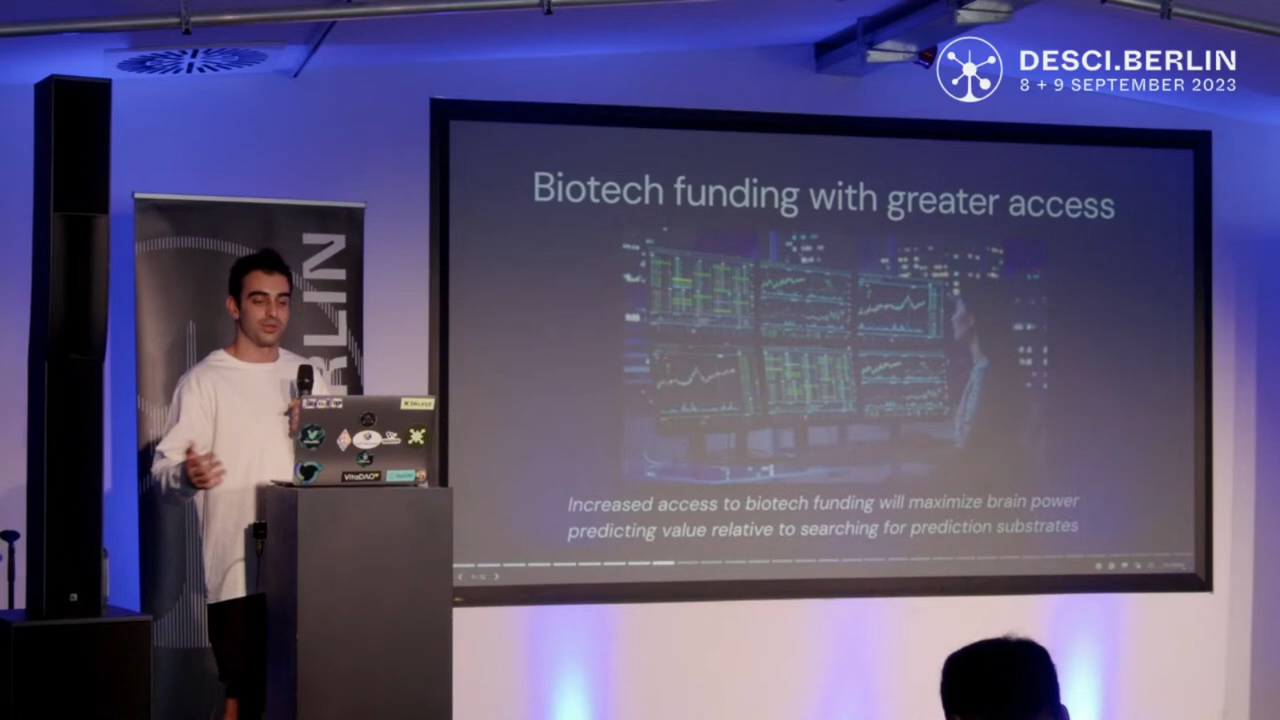 DESCI.BERLIN
8 + 9 SEPTEMBER 2023
Biotech funding with greater access
Increased access to biotech funding will maximize brain power
predicting value relative to searching for prediction substrates
RLIN
VitaDAO